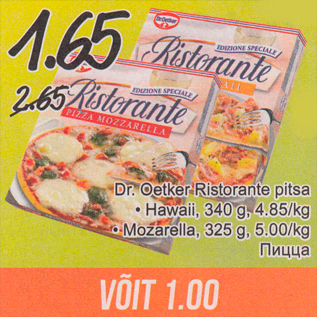 1.65
2.65
Dr. Oetker
EDIZIONE SPECIALE
Ristorante
EDIZIONE SPECIALE
Ristorante
PIZZA MOZZARELLA
Dr. Oetker Ristorante pitsa
• Hawaii, 340 g, 4.85/kg
• Mozarella, 325 g, 5.00/kg
Пицца
VÕIT 1.00